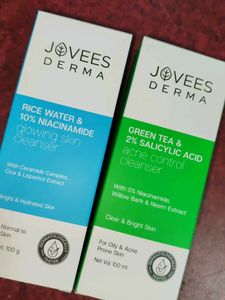 JOVEES
DERMA
RICE WATER &
10% NIACINAMIDE
glowing skin
cleanser
With Ceramide Complex,
Cica & Liquorice Extract
Bright & Hydrated Skin
Normal to
Skin
wt. 100 g
JOVEES
DERMA
GREEN TEA &
2% SALICYLIC ACID
acne control
cleanser
With 5% Niacinamide,
Willow Bark & Neem Extract
Clear & Bright Skin
For Oily & Acne
Prone Skin
Net Vol. 100 ml